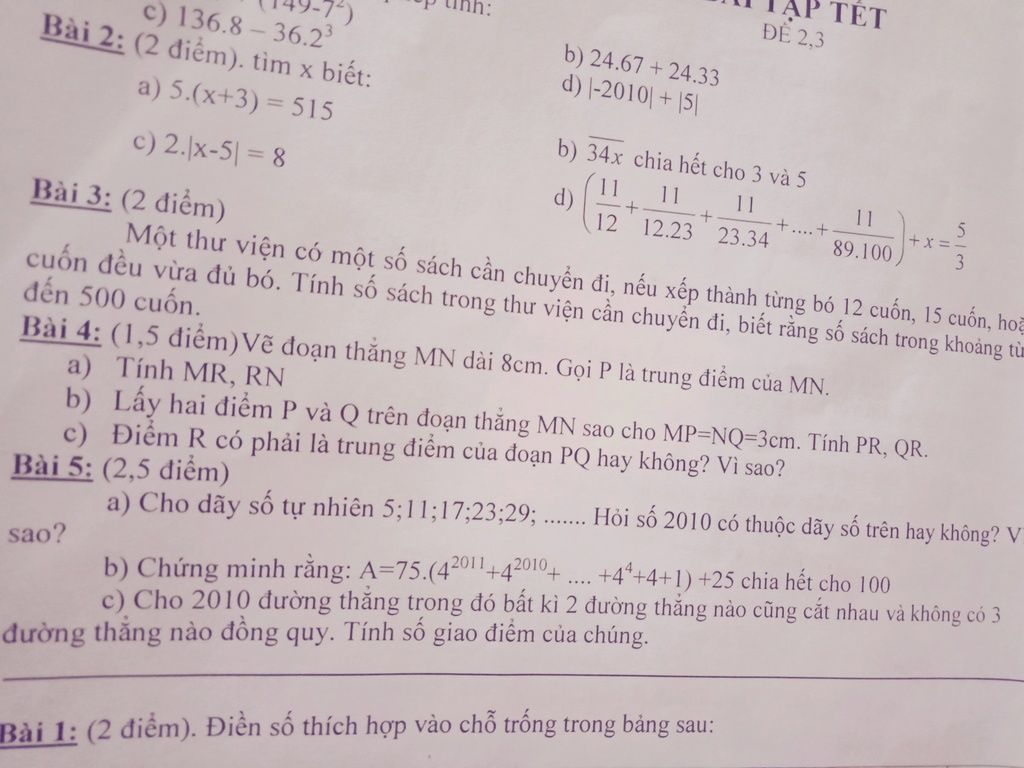 TẬP TẾT
ĐỀ 2,3
tính:
(149-7²)
c) 136.8 – 36.2³
b) 24.67 + 24.33
d) |-2010| + |5|
Bài 2: (2 điểm). tìm x biết:
a) 5.(x+3) = 515
b) \overline{34x} chia hết cho 3 và 5
c) 2.|x-5| = 8
d) (11/12 + 11/12.23 + 11/23.34 + .... + 11/89.100) + x = 5/3
Bài 3: (2 điểm)
Một thư viện có một số sách cần chuyển đi, nếu xếp thành từng bó 12 cuốn, 15 cuốn,
cuốn đều vừa đủ bó. Tính số sách trong thư viện cần chuyển đi, biết rằng số sách trong khoảng từ
đến 500 cuốn.
Bài 4: (1,5 điểm)Vẽ đoạn thẳng MN dài 8cm. Gọi P là trung điểm của MN.
a) Tính MR, RN
b) Lấy hai điểm P và Q trên đoạn thẳng MN sao cho MP=NQ=3cm. Tính PR, QR.
c) Điểm R có phải là trung điểm của đoạn PQ hay không? Vì sao?
Bài 5: (2,5 điểm)
a) Cho dãy số tự nhiên 5;11;17;23;29; ....... Hỏi số 2010 có thuộc dãy số trên hay không?
sao?
b) Chứng minh rằng: A=75.(4²⁰¹¹+4²⁰¹⁰+ .... +4⁴+4+1) +25 chia hết cho 100
c) Cho 2010 đường thẳng trong đó bất kì 2 đường thẳng nào cũng cắt nhau và không có 3
đường thẳng nào đồng quy. Tính số giao điểm của chúng.
Bài 1: (2 điểm). Điền số thích hợp vào chỗ trống trong bảng sau: